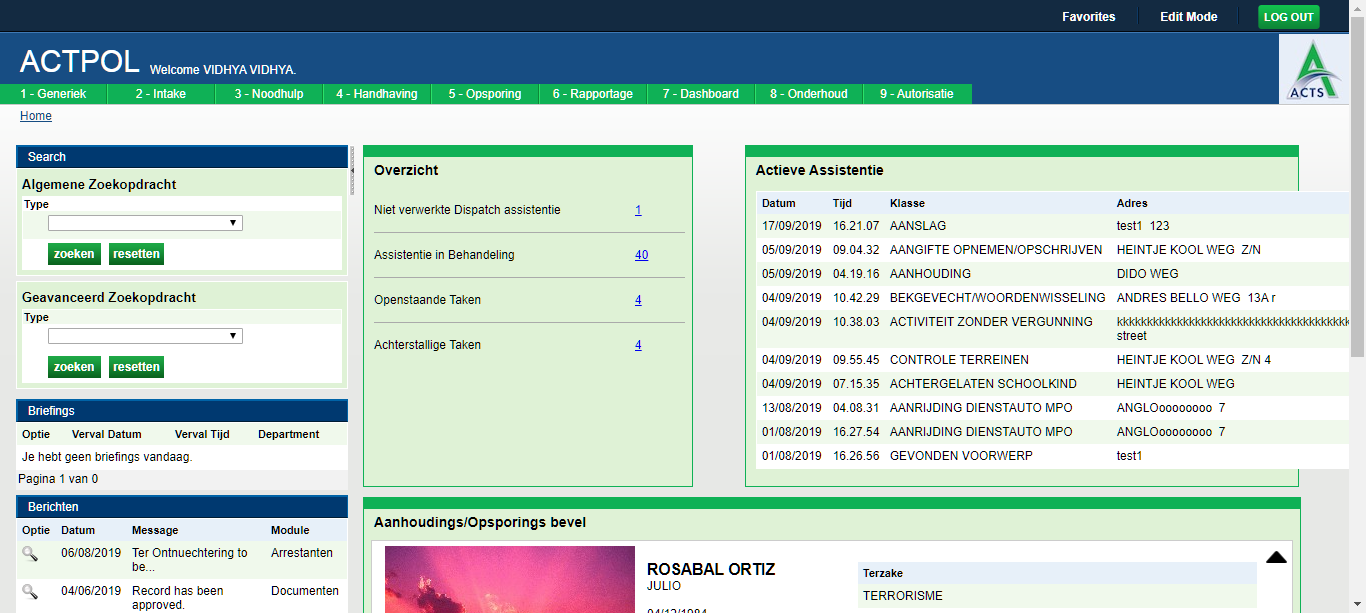 Favorites Edit Mode LOG OUT
ACTPOL Welcome VIDHYA VIDHYA.
ACTS
1 - Generiek 2 - Intake 3 - Noodhulp 4 - Handhaving 5 - Opsporing 6 - Rapportage 7 - Dashboard 8 - Onderhoud 9 - Autorisatie
Home
Search
Algemene Zoekopdracht
Type
zoeken resetten
Geavanceerd Zoekopdracht
Type
zoeken resetten
Briefings
Optie Verval Datum Verval Tijd Department
Je hebt geen briefings vandaag.
Pagina 1 van 0
Berichten
Optie Datum Message Module
06/08/2019 Ter Ontnuechtering to be... Arrestanten
04/06/2019 Record has been approved. Documenten
Overzicht
Niet verwerkte Dispatch assistentie 1
Assistentie in Behandeling 40
Openstaande Taken 4
Achterstallige Taken 4
Actieve Assistentie
Datum Tijd Klasse Adres
17/09/2019 16.21.07 AANSLAG test1 123
05/09/2019 09.04.32 AANGIFTE OPNEMEN/OPSCHRIJVEN HEINTJE KOOL WEG Z/N
05/09/2019 04.19.16 AANHOUDING DIDO WEG
04/09/2019 10.42.29 BEKGEVECHT/WOORDENWISSELING ANDRES BELLO WEG 13A r
04/09/2019 10.38.03 ACTIVITEIT ZONDER VERGUNNING
street
04/09/2019 09.55.45 CONTROLE TERREINEN HEINTJE KOOL WEG Z/N 4
04/09/2019 07.15.35 ACHTERGELATEN SCHOOLKIND HEINTJE KOOL WEG
13/08/2019 04.08.31 AANRIJDING DIENSTAUTO MPO ANGLOoooooooo 7
01/08/2019 16.27.54 AANRIJDING DIENSTAUTO MPO ANGLOoooooooo 7
01/08/2019 16.26.56 GEVONDEN VOORWERP test1
Aanhoudings/Opsporings bevel
ROSABAL ORTIZ
JULIO
04/12/1984
Terzake
TERRORISME